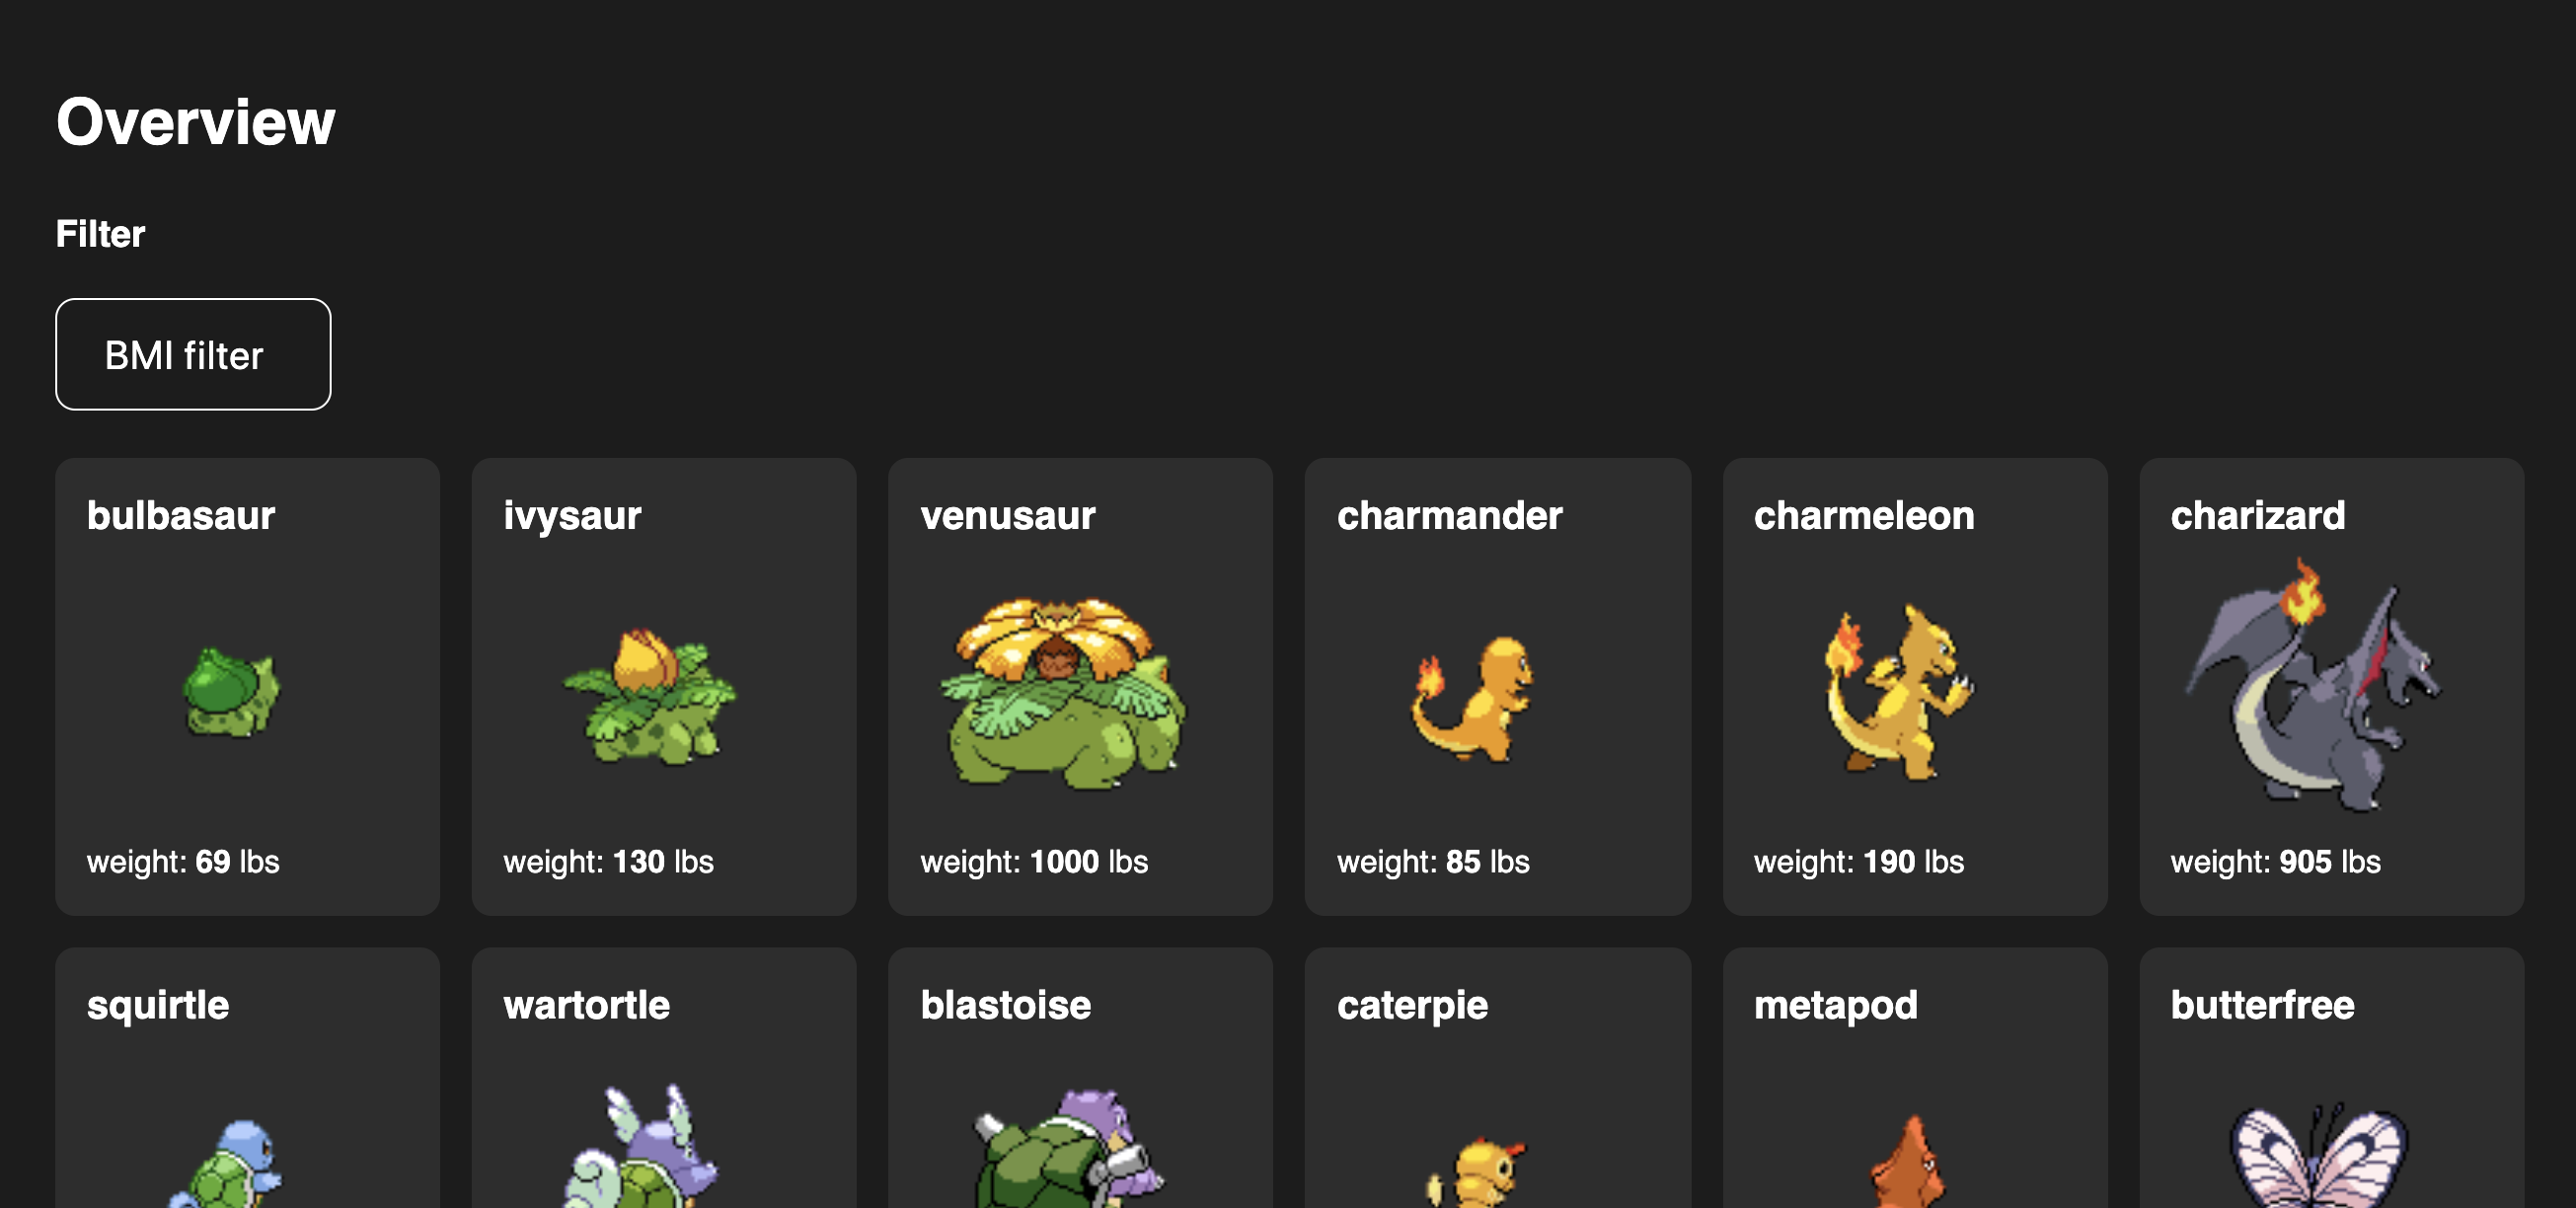 Overview
Filter
BMI filter
bulbasaur
ivysaur
venusaur
charmander
charmeleon
charizard
weight: 69 lbs
weight: 130 lbs
weight: 1000 lbs
weight: 85 lbs
weight: 190 lbs
weight: 905 lbs
squirtle
wartortle
blastoise
caterpie
metapod
butterfree